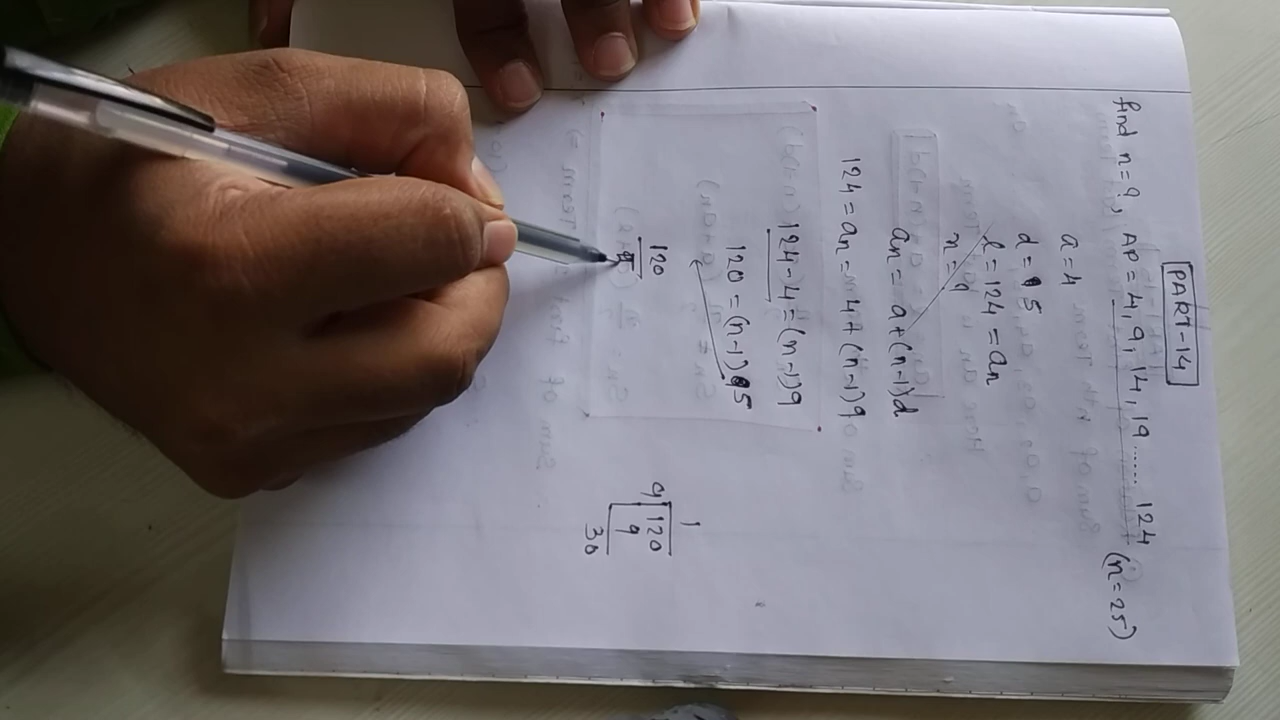 PART-14
find n=?, AP=4,9,14,19...... 124 (n=25)
a=4
d=5
l=124=an
n=?
an=a+(n-1)d
124=an=4+(n-1)9
124-4=(n-1)9
120=(n-1)5
120
5
1
9 120
9
30